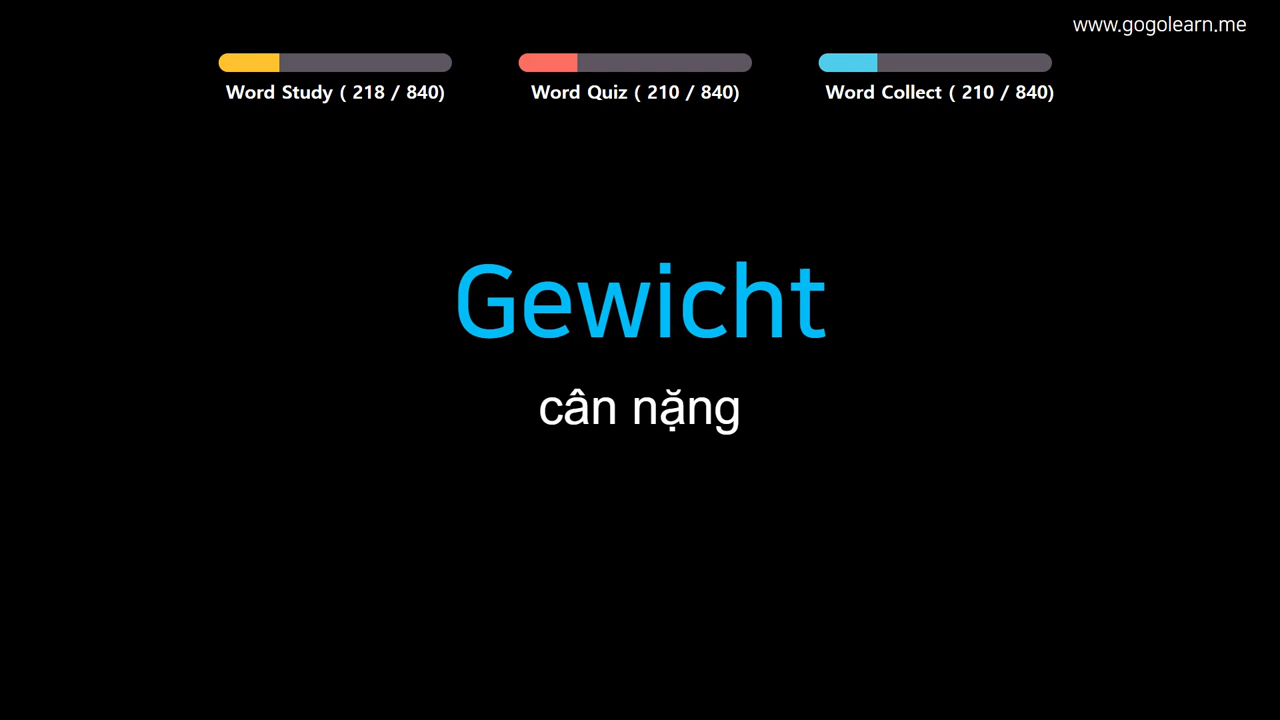 www.gogolearn.me
Word Study ( 218 / 840)
Word Quiz ( 210 / 840)
Word Collect ( 210 / 840)
Gewicht
cân nặng